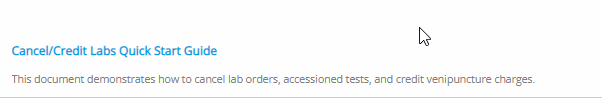 Cancel/Credit Labs Quick Start Guide
This document demonstrates how to cancel lab orders, accessioned tests, and credit venipuncture charges.